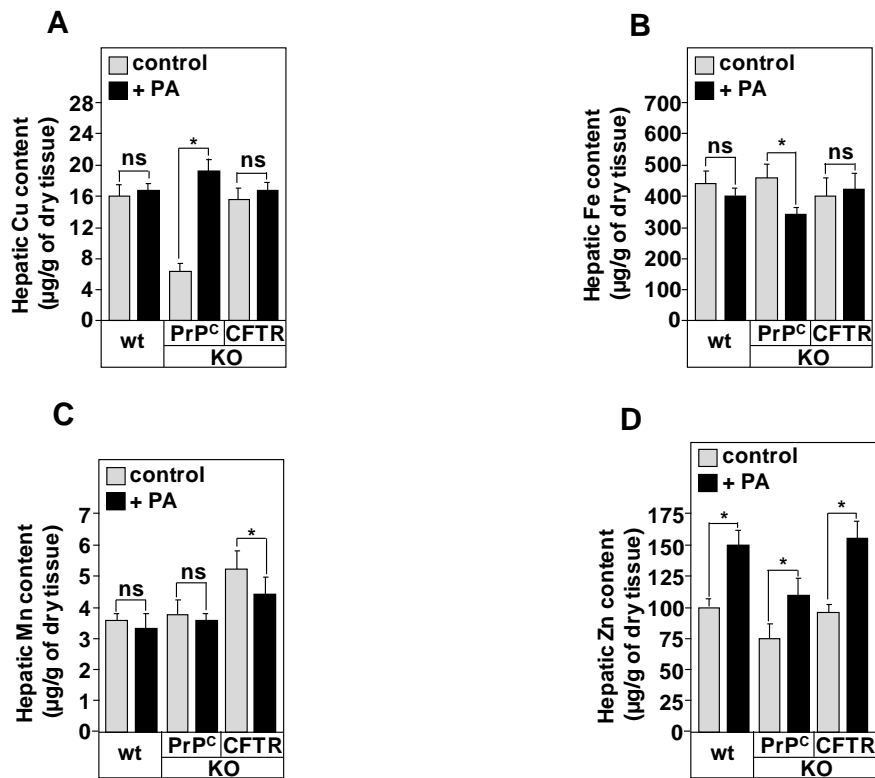 A
control
+ PA
Hepatic Cu content
(µg/g of dry tissue)
28
24
20
16
12
8
4
0
ns
*
ns
wt
PrPᶜ
CFTR
KO
B
control
+ PA
Hepatic Fe content
(µg/g of dry tissue)
700
600
500
400
300
200
100
0
ns
*
ns
wt
PrPᶜ
CFTR
KO
C
control
+ PA
Hepatic Mn content
(µg/g of dry tissue)
7
6
5
4
3
2
1
0
ns
ns
*
wt
PrPᶜ
CFTR
KO
D
control
+ PA
Hepatic Zn content
(µg/g of dry tissue)
175
150
125
100
75
50
25
0
*
*
*
wt
PrPᶜ
CFTR
KO